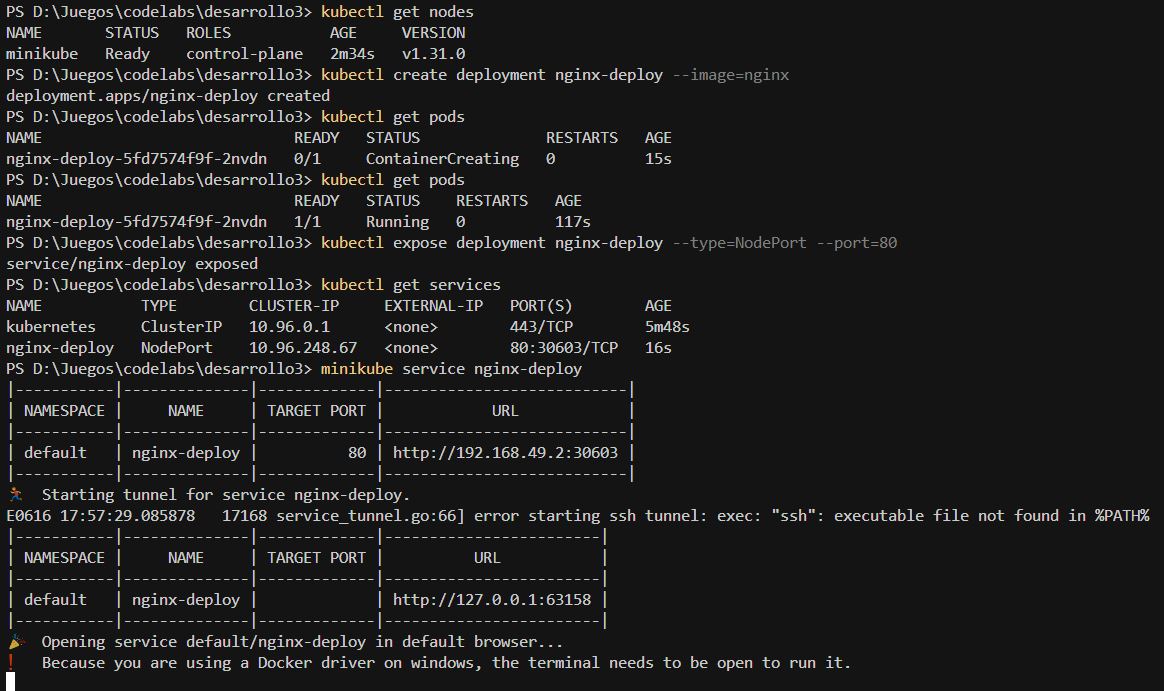 PS D:\Juegos\codelabs\desarrollo3> kubectl get nodes
NAME       STATUS   ROLES           AGE     VERSION
minikube   Ready    control-plane   2m34s   v1.31.0
PS D:\Juegos\codelabs\desarrollo3> kubectl create deployment nginx-deploy --image=nginx
deployment.apps/nginx-deploy created
PS D:\Juegos\codelabs\desarrollo3> kubectl get pods
NAME                            READY   STATUS              RESTARTS   AGE
nginx-deploy-5fd7574f9f-2nvdn   0/1     ContainerCreating   0          15s
PS D:\Juegos\codelabs\desarrollo3> kubectl get pods
NAME                            READY   STATUS    RESTARTS   AGE
nginx-deploy-5fd7574f9f-2nvdn   1/1     Running   0          117s
PS D:\Juegos\codelabs\desarrollo3> kubectl expose deployment nginx-deploy --type=NodePort --port=80
service/nginx-deploy exposed
PS D:\Juegos\codelabs\desarrollo3> kubectl get services
NAME           TYPE        CLUSTER-IP     EXTERNAL-IP   PORT(S)        AGE
kubernetes     ClusterIP   10.96.0.1      <none>        443/TCP        5m48s
nginx-deploy   NodePort    10.96.248.67   <none>        80:30603/TCP   16s
PS D:\Juegos\codelabs\desarrollo3> minikube service nginx-deploy
|-----------|--------------|-------------|---------------------------|
| NAMESPACE |     NAME     | TARGET PORT |            URL            |
|-----------|--------------|-------------|---------------------------|
| default   | nginx-deploy |          80 | http://192.168.49.2:30603 |
|-----------|--------------|-------------|---------------------------|
🏃  Starting tunnel for service nginx-deploy.
E0616 17:57:29.085878   17168 service_tunnel.go:66] error starting ssh tunnel: exec: "ssh": executable file not found in %PATH%
|-----------|--------------|-------------|------------------------|
| NAMESPACE |     NAME     | TARGET PORT |          URL           |
|-----------|--------------|-------------|------------------------|
| default   | nginx-deploy |             | http://127.0.0.1:63158 |
|-----------|--------------|-------------|------------------------|
🎉  Opening service default/nginx-deploy in default browser...
❗  Because you are using a Docker driver on windows, the terminal needs to be open to run it.